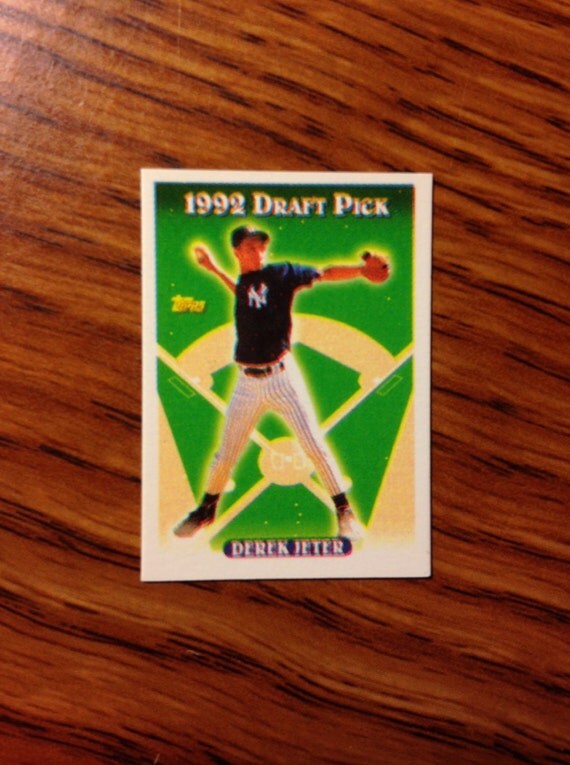 1992 DRAFT PICK
NY
TOPPS
DEREK JETER